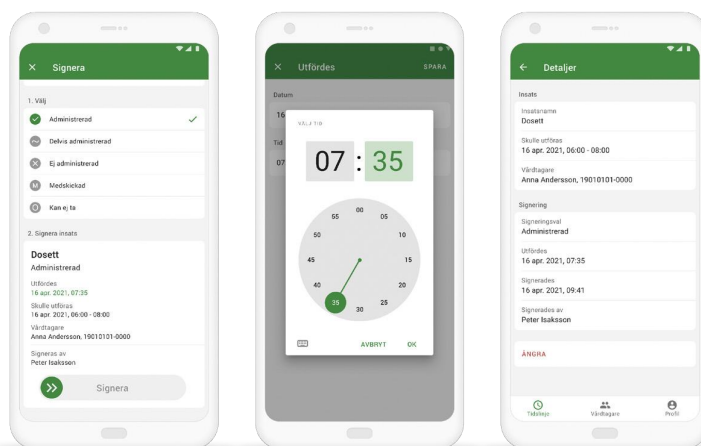 Signera
1. Välj
Administrerad
Delvis administrerad
Ej administrerad
M Medskickad
Kan ej ta
2. Signera insats
Dosett
Administrerad
Utfördes
16 apr. 2021, 07:35
Skulle utföras
16 apr. 2021, 06:00 - 08:00
Vårdtagare
Anna Andersson, 19010101-0000
Signeras av
Peter Isaksson
Signera
Utfördes SPARA
Datum
16
Tid
07
VÄLJ TID
07 : 35
00
05
10
15
20
25
30
35
40
45
50
55
AVBRYT OK
Detaljer
Insats
Insatsnamn
Dosett
Skulle utföras
16 apr. 2021, 06:00 - 08:00
Vårdtagare
Anna Andersson, 19010101-0000
Signering
Signeringsval
Administrerad
Utfördes
16 apr. 2021, 07:35
Signerades
16 apr. 2021, 09:41
Signerades av
Peter Isaksson
ÄNGRA
Tidslinje Vårdtagare Profil